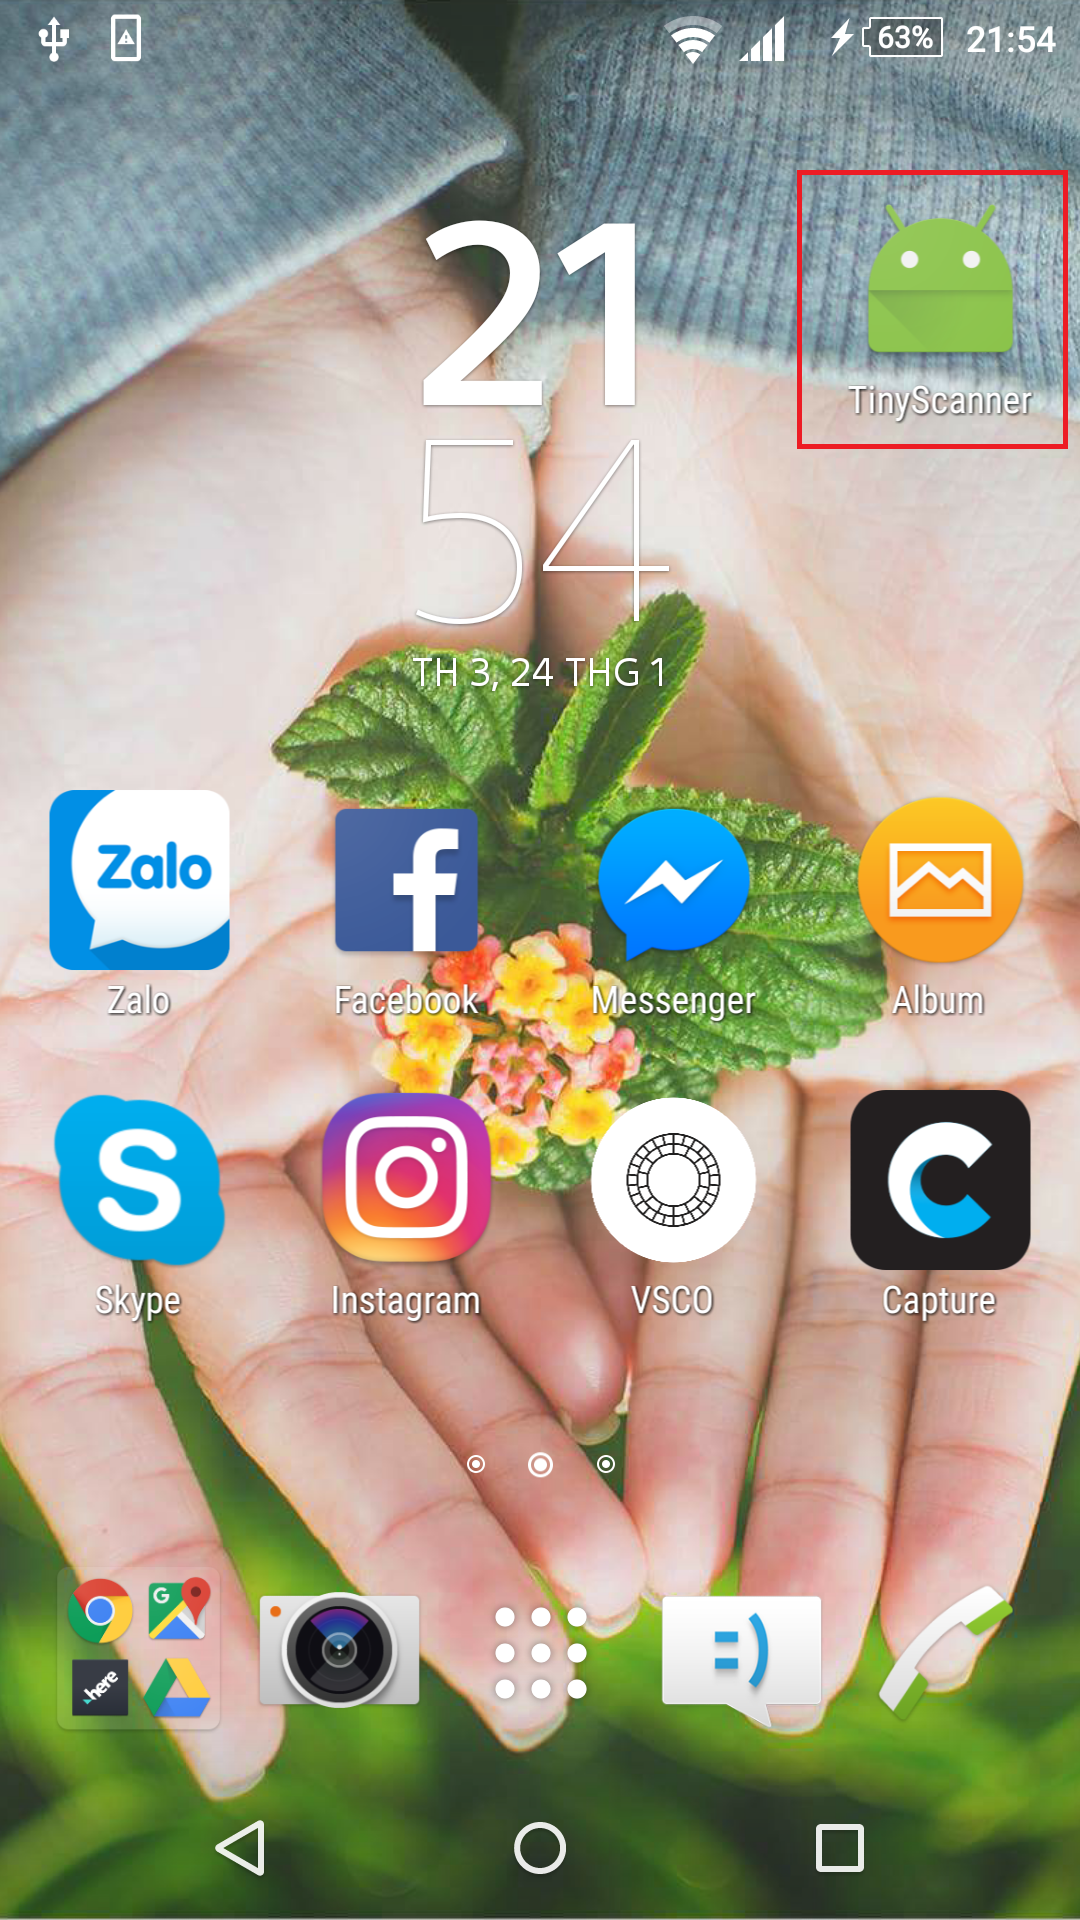 63% 21:54
21
54
TH 3, 24 THG 1
TinyScanner
Zalo
Zalo Facebook Messenger Album
S
Skype Instagram VSCO Capture
G
here
=)